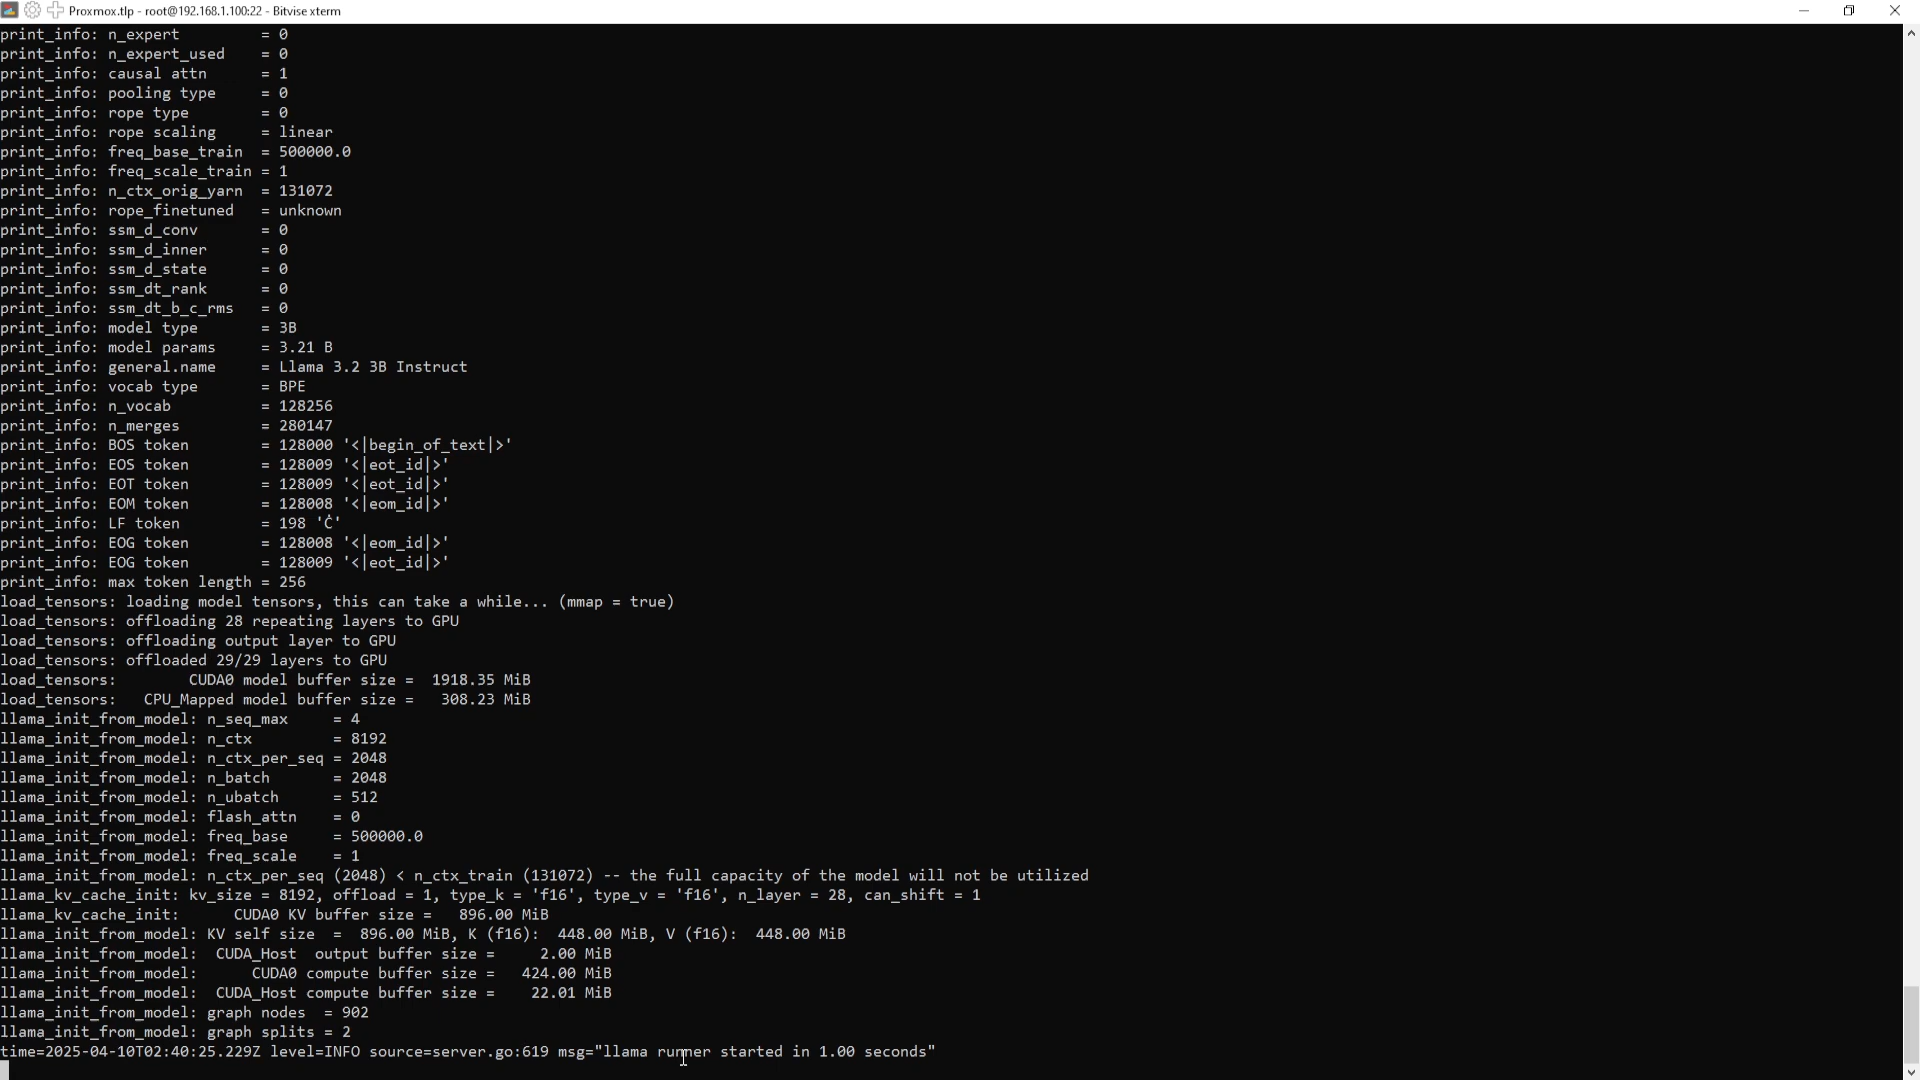 Proxmox.tlp - root@192.168.1.100:22 - Bitvise xterm
print_info: n_expert         = 0
print_info: n_expert_used    = 0
print_info: causal attn      = 1
print_info: pooling type     = 0
print_info: rope type        = 0
print_info: rope scaling     = linear
print_info: freq_base_train  = 500000.0
print_info: freq_scale_train = 1
print_info: n_ctx_orig_yarn  = 131072
print_info: rope_finetuned   = unknown
print_info: ssm_d_conv       = 0
print_info: ssm_d_inner      = 0
print_info: ssm_d_state      = 0
print_info: ssm_dt_rank      = 0
print_info: ssm_dt_b_c_rms   = 0
print_info: model type       = 3B
print_info: model params     = 3.21 B
print_info: general.name     = Llama 3.2 3B Instruct
print_info: vocab type       = BPE
print_info: n_vocab          = 128256
print_info: n_merges         = 280147
print_info: BOS token        = 128000 '<|begin_of_text|>'
print_info: EOS token        = 128009 '<|eot_id|>'
print_info: EOT token        = 128009 '<|eot_id|>'
print_info: EOM token        = 128008 '<|eom_id|>'
print_info: LF token         = 198 'Ċ'
print_info: EOG token        = 128008 '<|eom_id|>'
print_info: EOG token        = 128009 '<|eot_id|>'
print_info: max token length = 256
load_tensors: loading model tensors, this can take a while... (mmap = true)
load_tensors: offloading 28 repeating layers to GPU
load_tensors: offloading output layer to GPU
load_tensors: offloaded 29/29 layers to GPU
load_tensors:        CUDA0 model buffer size =  1918.35 MiB
load_tensors:   CPU_Mapped model buffer size =   308.23 MiB
llama_init_from_model: n_seq_max     = 4
llama_init_from_model: n_ctx         = 8192
llama_init_from_model: n_ctx_per_seq = 2048
llama_init_from_model: n_batch       = 2048
llama_init_from_model: n_ubatch      = 512
llama_init_from_model: flash_attn    = 0
llama_init_from_model: freq_base     = 500000.0
llama_init_from_model: freq_scale    = 1
llama_init_from_model: n_ctx_per_seq (2048) < n_ctx_train (131072) -- the full capacity of the model will not be utilized
llama_kv_cache_init: kv_size = 8192, offload = 1, type_k = 'f16', type_v = 'f16', n_layer = 28, can_shift = 1
llama_kv_cache_init:      CUDA0 KV buffer size =   896.00 MiB
llama_init_from_model: KV self size  =  896.00 MiB, K (f16):  448.00 MiB, V (f16):  448.00 MiB
llama_init_from_model:  CUDA_Host  output buffer size =     2.00 MiB
llama_init_from_model:      CUDA0 compute buffer size =   424.00 MiB
llama_init_from_model:  CUDA_Host compute buffer size =    22.01 MiB
llama_init_from_model: graph nodes  = 902
llama_init_from_model: graph splits = 2
time=2025-04-10T02:40:25.229Z level=INFO source=server.go:619 msg="llama runner started in 1.00 seconds"